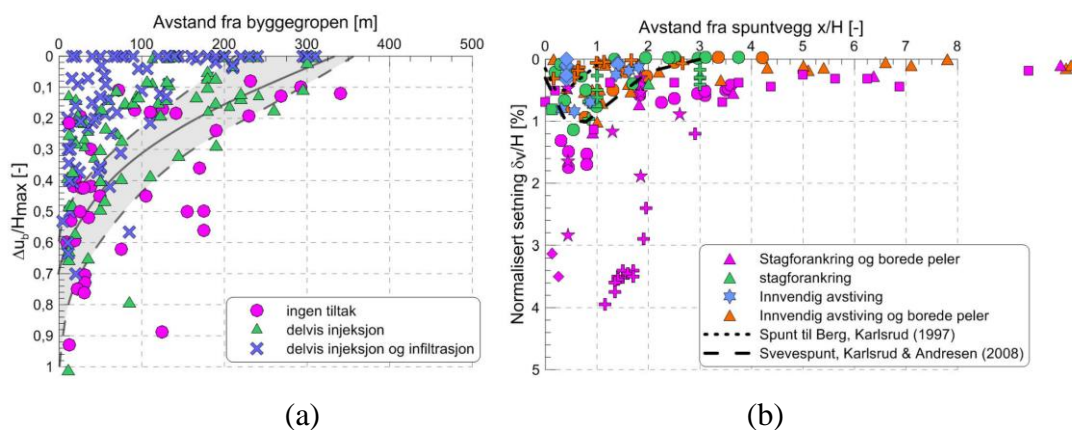 Avstand fra byggegropen [m]
0 100 200 300 400 500
0
0,1
0,2
0,3
0,4
0,5
0,6
0,7
0,8
0,9
1
Δub/Hmax [-]
ingen tiltak
delvis injeksjon
delvis injeksjon og infiltrasjon
(a)
Avstand fra spuntvegg x/H [-]
0 1 2 3 4 5 6 7 8
0
1
2
3
4
5
Normalisert setning δv/H [%]
Stagforankring og borede peler
stagforankring
Innvendig avstiving
Innvendig avstiving og borede peler
Spunt til Berg, Karlsrud (1997)
Svevespunt, Karlsrud & Andresen (2008)
(b)